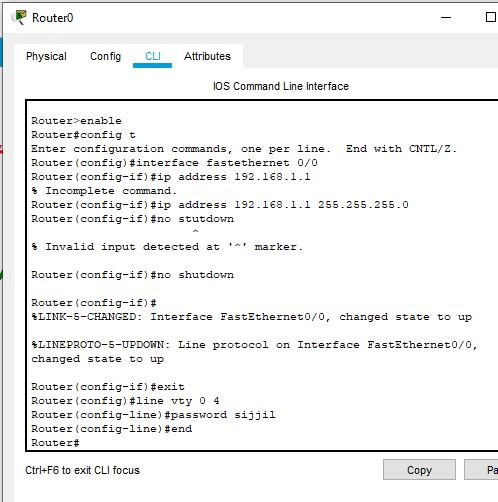 Router0
Physical Config CLI Attributes
IOS Command Line Interface
Router>enable
Router#config t
Enter configuration commands, one per line.  End with CNTL/Z.
Router(config)#interface fastethernet 0/0
Router(config-if)#ip address 192.168.1.1
% Incomplete command.
Router(config-if)#ip address 192.168.1.1 255.255.255.0
Router(config-if)#no stutdown
^
% Invalid input detected at '^' marker.
Router(config-if)#no shutdown
Router(config-if)#
%LINK-5-CHANGED: Interface FastEthernet0/0, changed state to up
%LINEPROTO-5-UPDOWN: Line protocol on Interface FastEthernet0/0,
changed state to up
Router(config-if)#exit
Router(config)#line vty 0 4
Router(config-line)#password sijjil
Router(config-line)#end
Router#
Ctrl+F6 to exit CLI focus
Copy
Pa